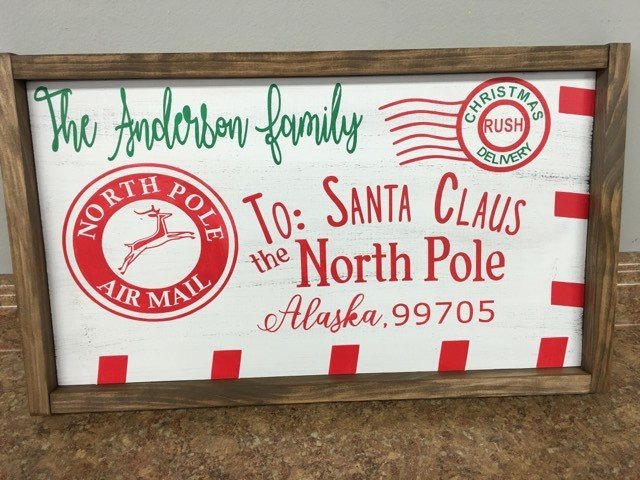 The Anderson family
CHRISTMAS
RUSH
DELIVERY
NORTH POLE
AIR MAIL
To: Santa Claus
the North Pole
Alaska, 99705